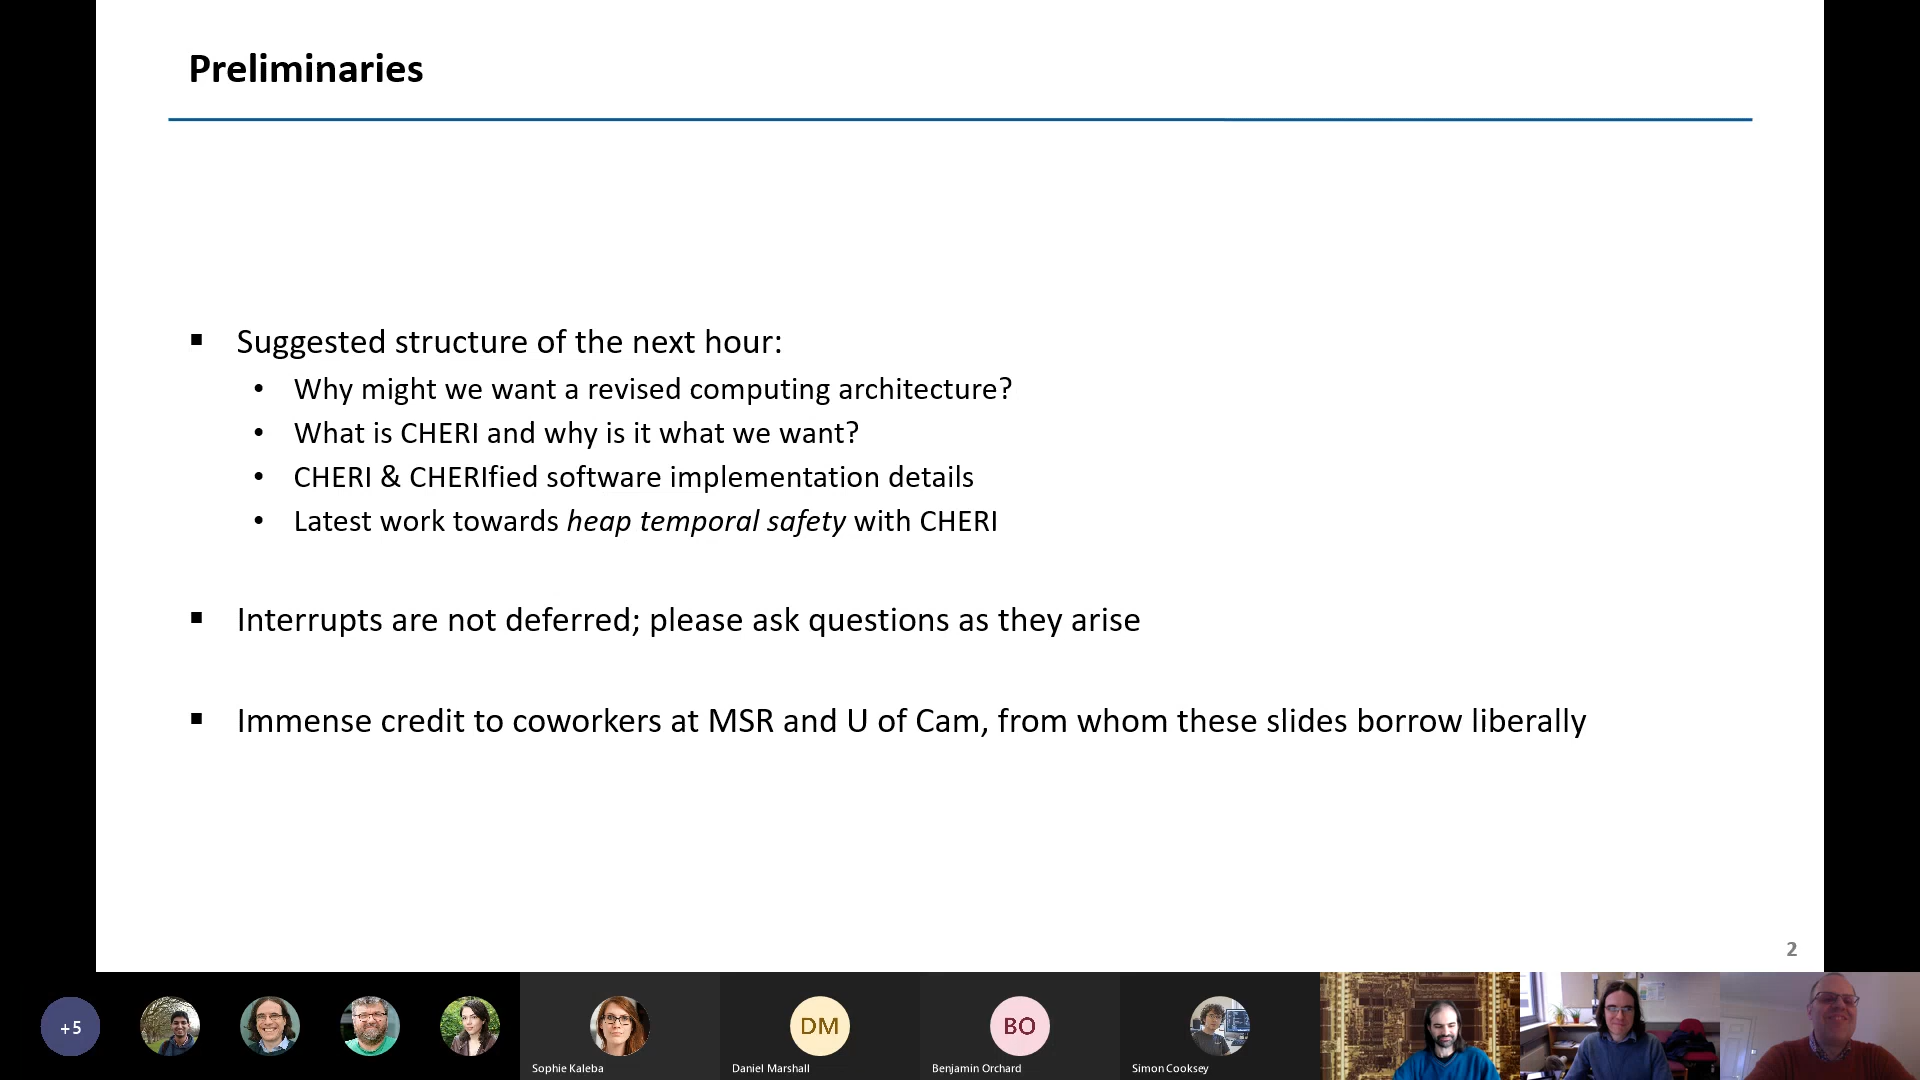 Preliminaries
▪ Suggested structure of the next hour:
• Why might we want a revised computing architecture?
• What is CHERI and why is it what we want?
• CHERI & CHERIfied software implementation details
• Latest work towards heap temporal safety with CHERI
▪ Interrupts are not deferred; please ask questions as they arise
▪ Immense credit to coworkers at MSR and U of Cam, from whom these slides borrow liberally
2
+5
DM
BO
Sophie Kaleba
Daniel Marshall
Benjamin Orchard
Simon Cooksey